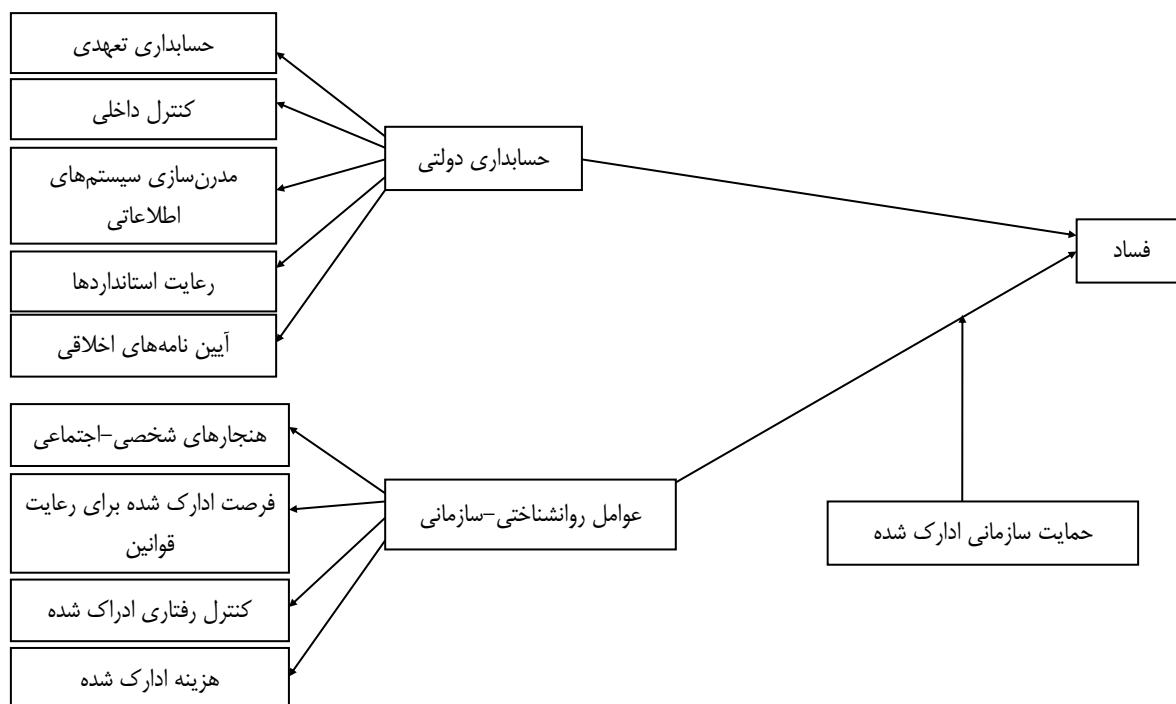 حسابداری تعهدی
کنترل داخلی
مدرن‌سازی سیستم‌های
اطلاعاتی
رعایت استانداردها
آیین نامه‌های اخلاقی
حسابداری دولتی
فساد
هنجارهای شخصی–اجتماعی
فرصت ادارک شده برای رعایت
قوانین
کنترل رفتاری ادراک شده
هزینه ادارک شده
عوامل روانشناختی–سازمانی
حمایت سازمانی ادارک شده